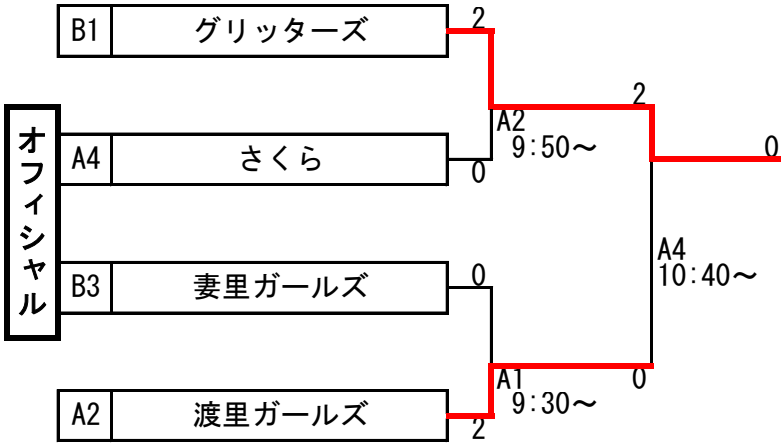 B1 グリッターズ 2
2
A2
9:50～
0
オフィシャル
A4 さくら 0
A4
10:40～
B3 妻里ガールズ 0
A1
9:30～
0
A2 渡里ガールズ 2